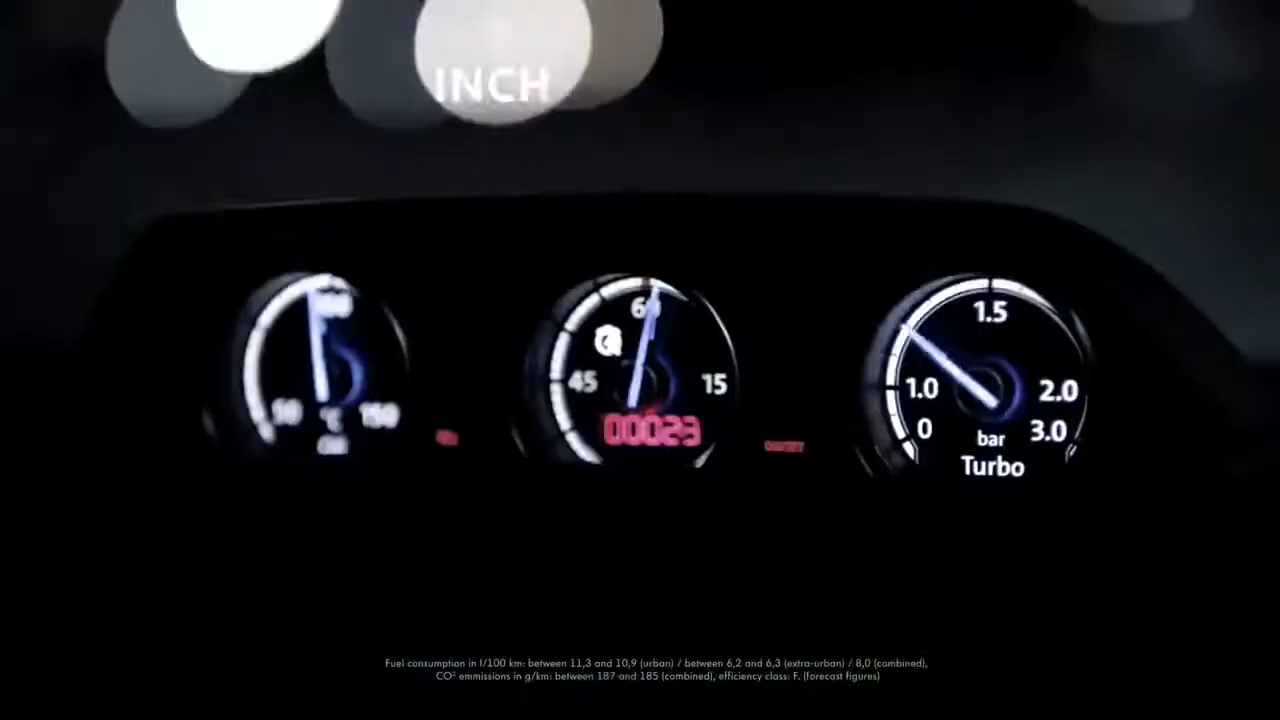 INCH
60
45
15
00023
1.5
1.0
2.0
0
3.0
bar
Turbo
150
°C
Fuel consumption in l/100 km: between 11,3 and 10,9 (urban) / between 6,2 and 6,3 (extra-urban) / 8,0 (combined),
CO² emmissions in g/km: between 187 and 185 (combined), efficiency class: F. (forecast figures)